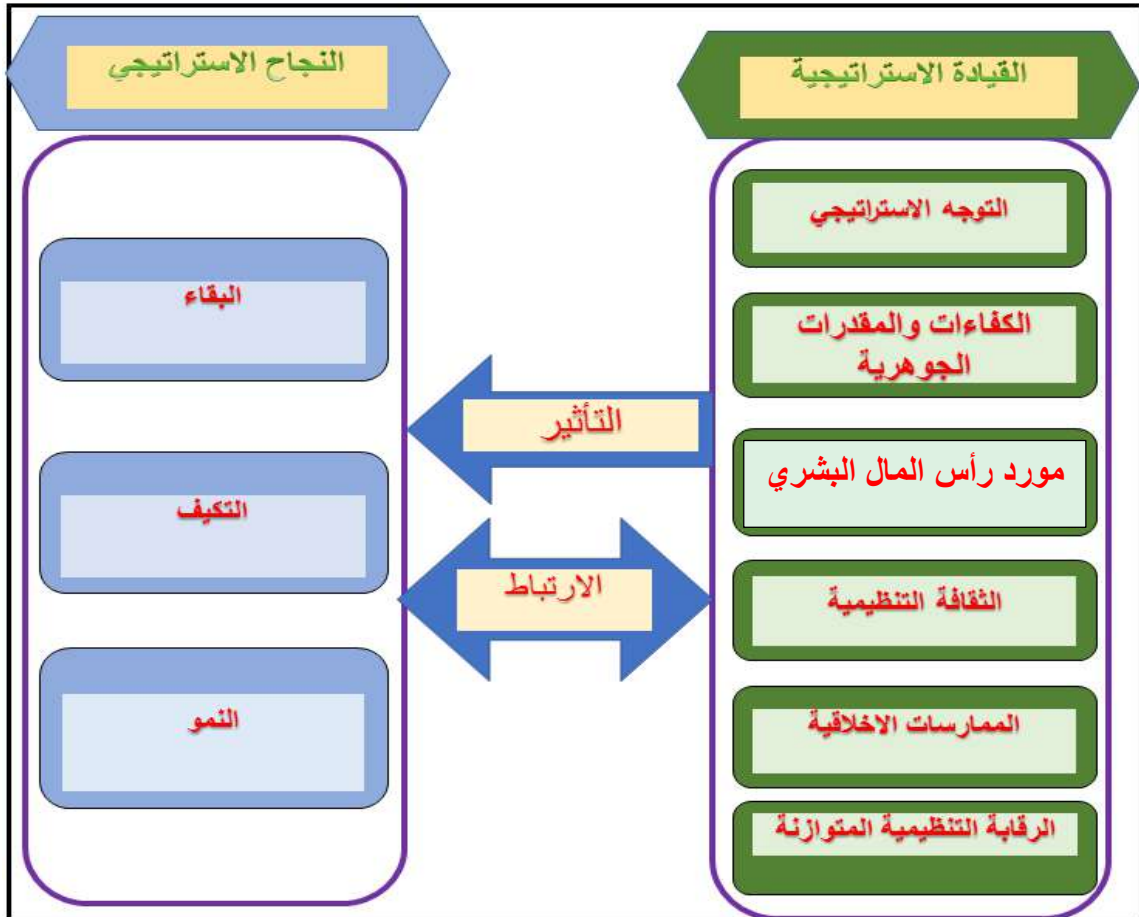 القيادة الاستراتيجية
النجاح الاستراتيجي
التوجه الاستراتيجي
الكفاءات والمقدرات
الجوهرية
مورد رأس المال البشري
الثقافة التنظيمية
الممارسات الاخلاقية
الرقابة التنظيمية المتوازنة
التأثير
الارتباط
البقاء
التكيف
النمو